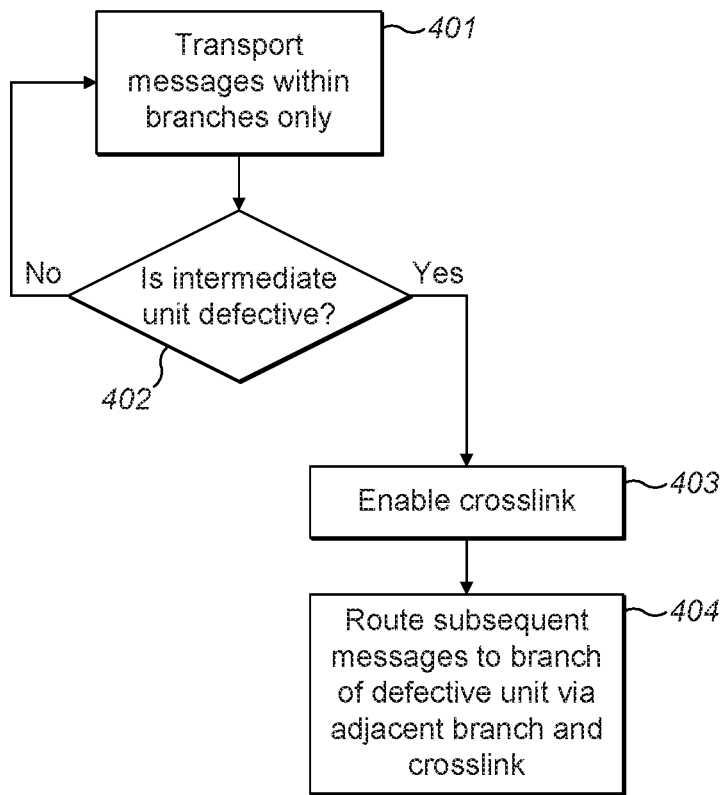 Transport
messages within
branches only
401
Is intermediate
unit defective?
No
Yes
402
Enable crosslink
403
Route subsequent
messages to branch
of defective unit via
adjacent branch and
crosslink
404